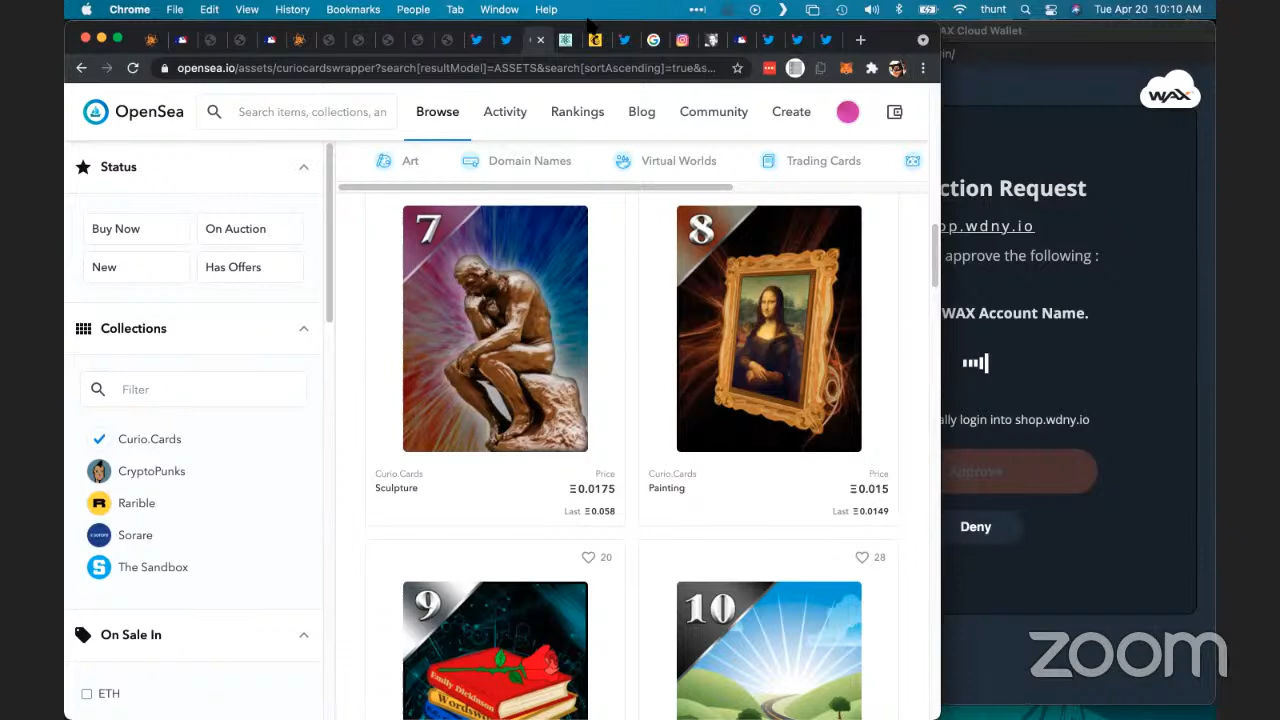 Chrome File Edit View History Bookmarks People Tab Window Help thunt Tue Apr 20 10:10 AM
AX Cloud Wallet
opensea.io/assets/curiocardswrapper?search[resultModel]=ASSETS&search[sortAscending]=true&s...
in/
OpenSea
Search items, collections, an
Browse Activity Rankings Blog Community Create
WAX
Art Domain Names Virtual Worlds Trading Cards
Status
Buy Now
On Auction
New
Has Offers
Collections
Filter
Curio.Cards
CryptoPunks
Rarible
Sorare
The Sandbox
On Sale In
ETH
7
Curio.Cards Price
Sculpture Ξ0.0175
Last Ξ0.058
8
Curio.Cards Price
Painting Ξ0.015
Last Ξ0.0149
20
9
Emily Dickinson
28
10
ction Request
op.wdny.io
approve the following :
WAX Account Name.
ally login into shop.wdny.io
Approve
Deny
zoom